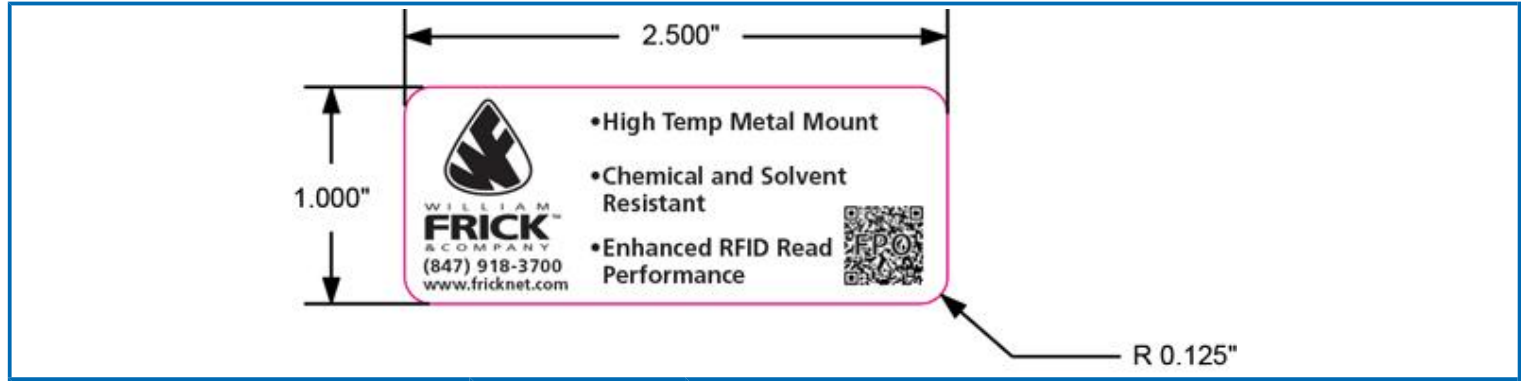 2.500"
1.000"
WILLIAM
FRICK™
& COMPANY
(847) 918-3700
www.fricknet.com
•High Temp Metal Mount
•Chemical and Solvent
Resistant
•Enhanced RFID Read
Performance
FPO
R 0.125"